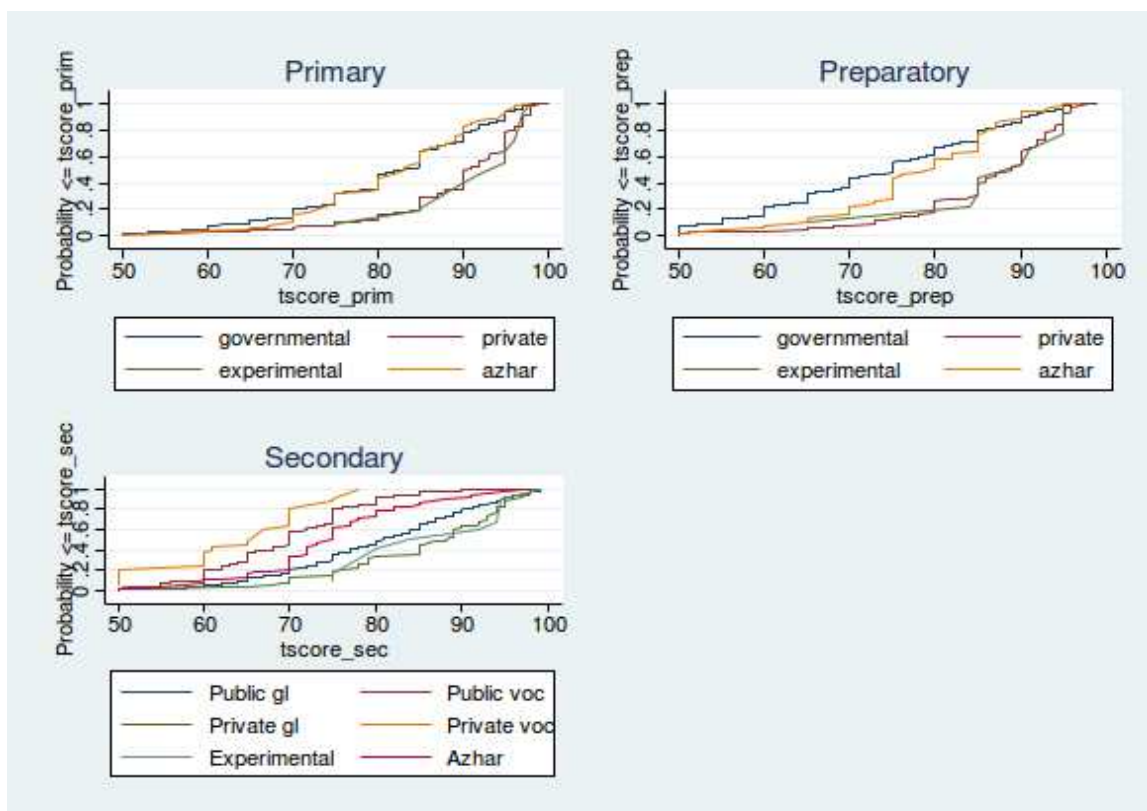 Primary
Probability <= tscore_prim
0 .2 .4 .6 .8 1
50 60 70 80 90 100
tscore_prim
governmental private
experimental azhar
Preparatory
Probability <= tscore_prep
0 .2 .4 .6 .8 1
50 60 70 80 90 100
tscore_prep
governmental private
experimental azhar
Secondary
Probability <= tscore_sec
0 .2 .4 .6 .8 1
50 60 70 80 90 100
tscore_sec
Public gl Public voc
Private gl Private voc
Experimental Azhar